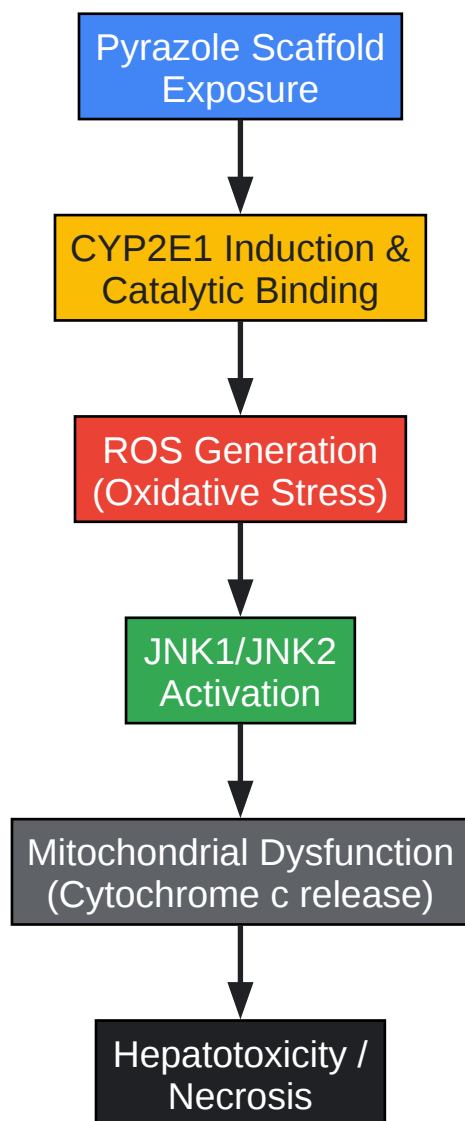 Pyrazole Scaffold
Exposure
CYP2E1 Induction &
Catalytic Binding
ROS Generation
(Oxidative Stress)
JNK1/JNK2
Activation
Mitochondrial Dysfunction
(Cytochrome c release)
Hepatotoxicity /
Necrosis